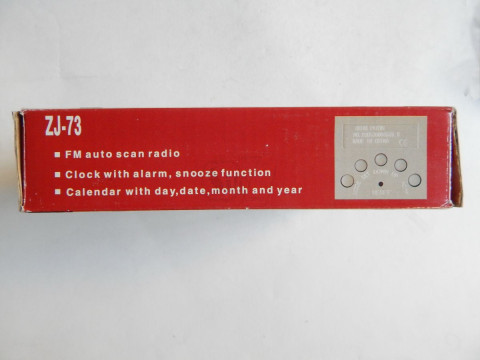 ZJ-73
FM auto scan radio
Clock with alarm, snooze function
Calendar with day,date,month and year